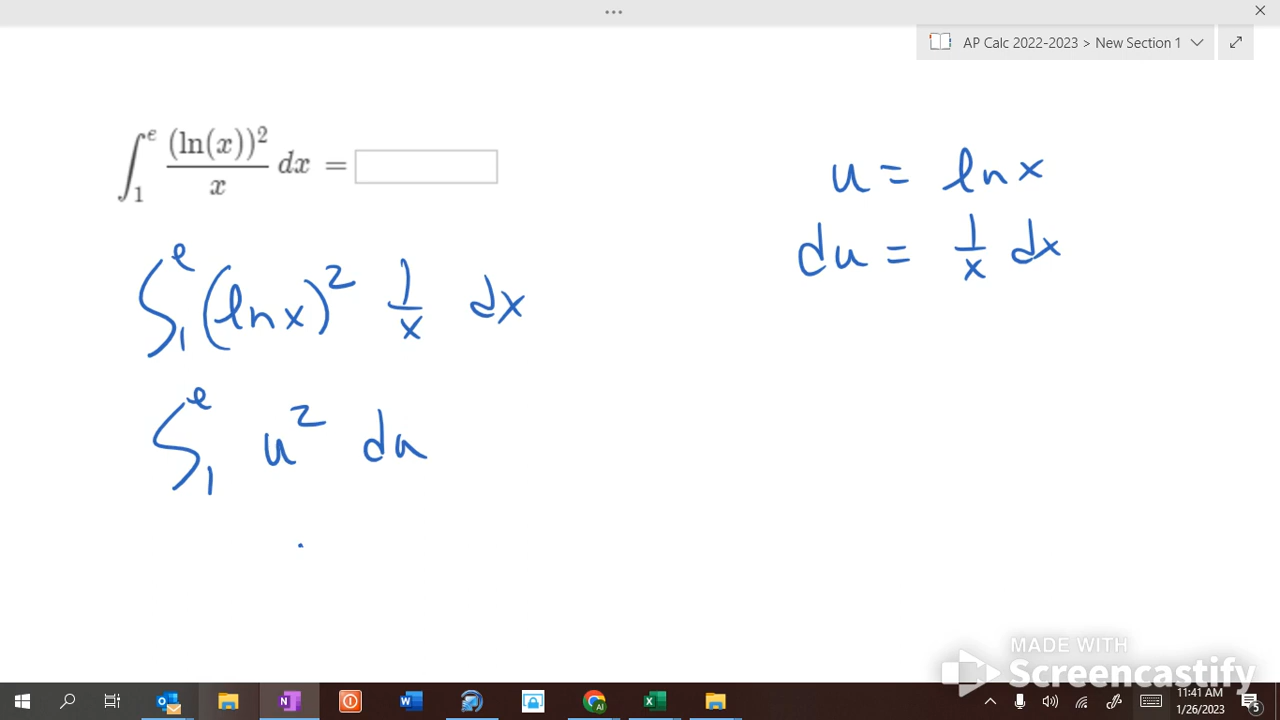 AP Calc 2022-2023 > New Section 1
∫₁ᵉ (ln(x))²/x dx =
u = ln x
du = 1/x dx
∫₁ᵉ (ln x)² 1/x dx
∫₁ᵉ u² du
MADE WITH
Screencastify
11:41 AM
1/26/2023
5